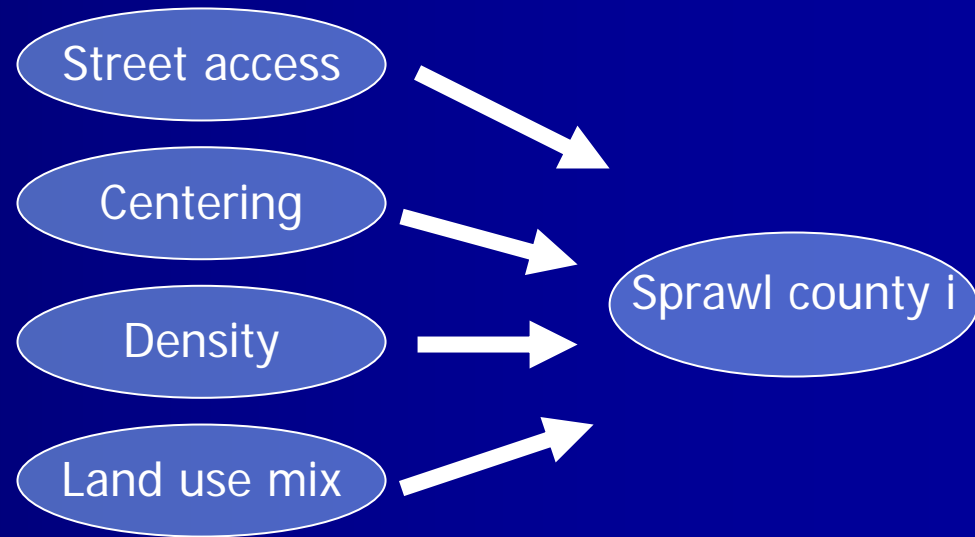 Street access
Centering
Density
Land use mix
Sprawl county i